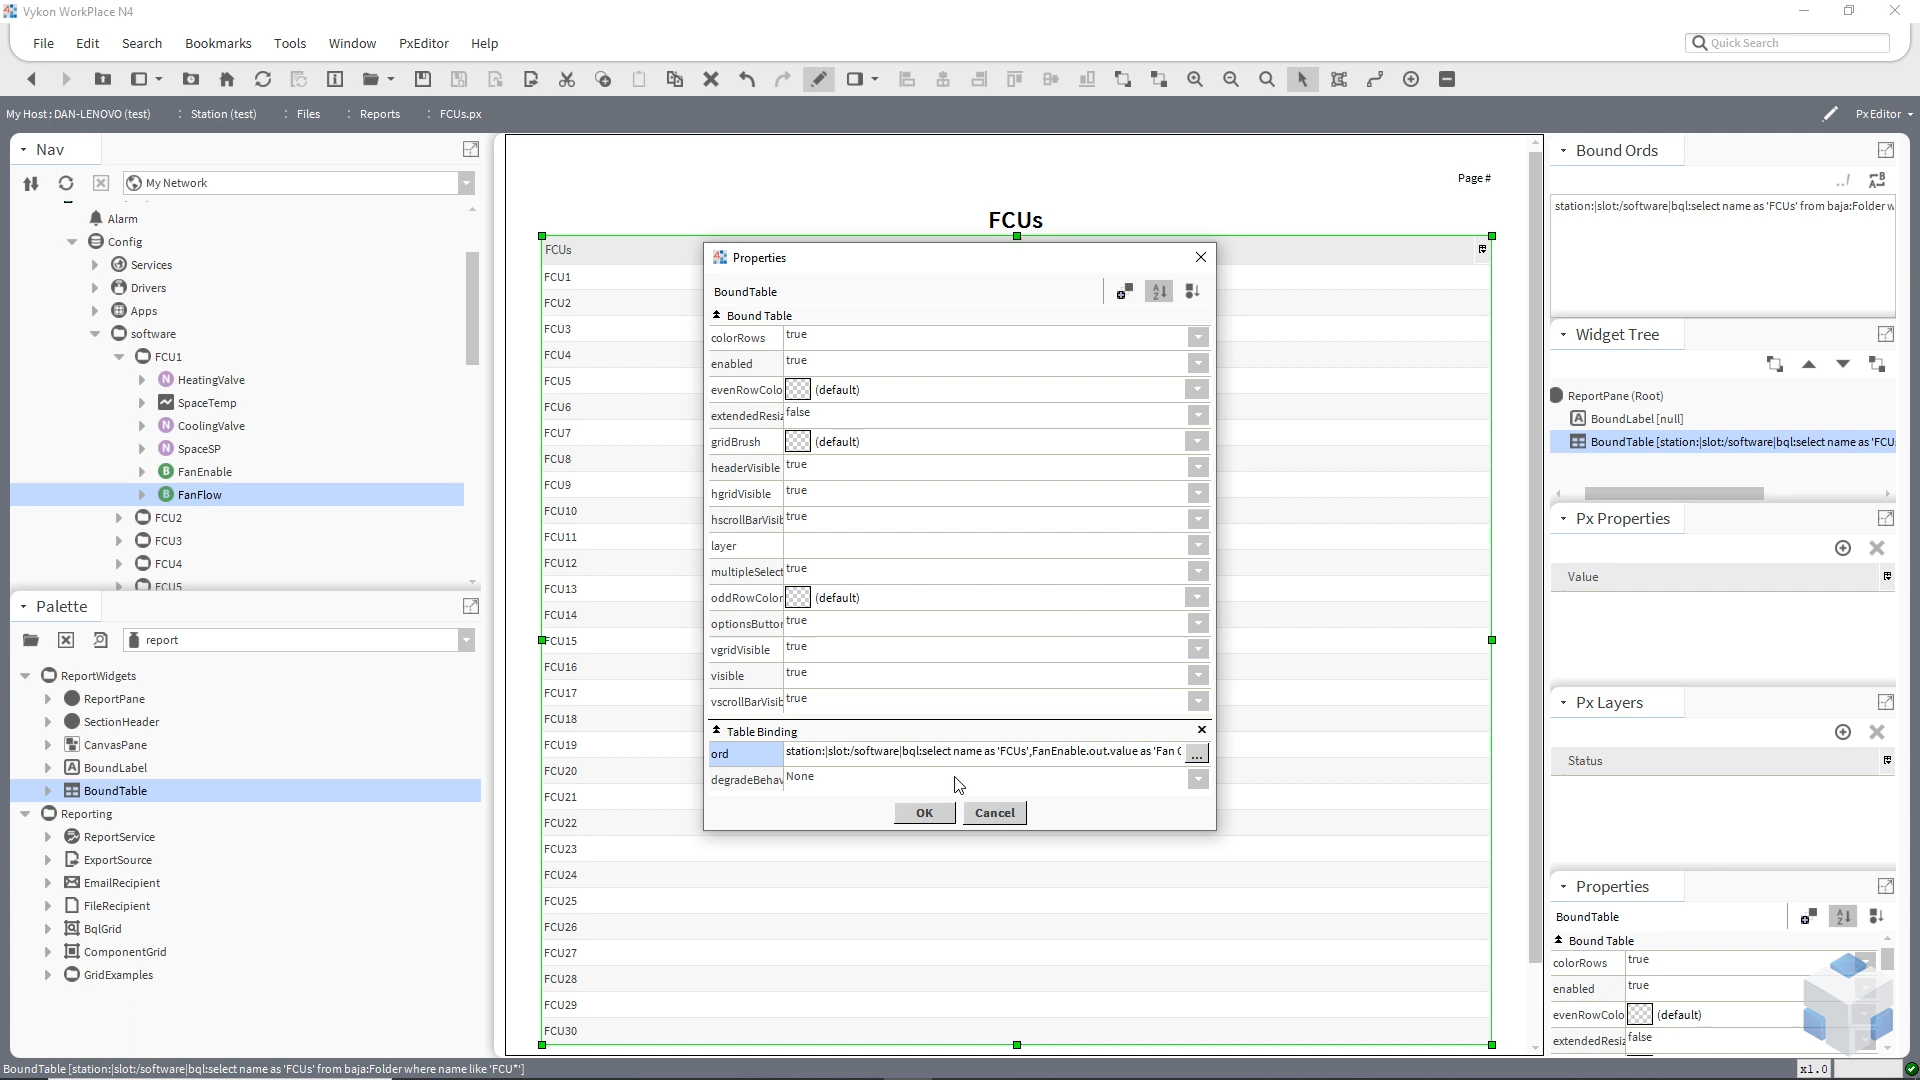 Vykon WorkPlace N4
File Edit Search Bookmarks Tools Window PxEditor Help
Quick Search
My Host : DAN-LENOVO (test) : Station (test) : Files : Reports : FCUs.px
PxEditor
Nav
My Network
Alarm
Config
Services
Drivers
Apps
software
FCU1
HeatingValve
SpaceTemp
CoolingValve
SpaceSP
FanEnable
FanFlow
FCU2
FCU3
FCU4
FCU5
Palette
report
ReportWidgets
ReportPane
SectionHeader
CanvasPane
BoundLabel
BoundTable
Reporting
ReportService
ExportSource
EmailRecipient
FileRecipient
BqlGrid
ComponentGrid
GridExamples
Page #
FCUs
FCUs
FCU1
FCU2
FCU3
FCU4
FCU5
FCU6
FCU7
FCU8
FCU9
FCU10
FCU11
FCU12
FCU13
FCU14
FCU15
FCU16
FCU17
FCU18
FCU19
FCU20
FCU21
FCU22
FCU23
FCU24
FCU25
FCU26
FCU27
FCU28
FCU29
FCU30
Properties
BoundTable
Bound Table
colorRows true
enabled true
evenRowColo (default)
extendedResiz false
gridBrush (default)
headerVisible true
hgridVisible true
hscrollBarVisib true
layer
multipleSelect true
oddRowColor (default)
optionsButton true
vgridVisible true
visible true
vscrollBarVisib true
Table Binding
ord station:|slot:/software|bql:select name as 'FCUs',FanEnable.out.value as 'Fan C ...
degradeBehav None
OK Cancel
Bound Ords
station:|slot:/software|bql:select name as 'FCUs' from baja:Folder w
Widget Tree
ReportPane (Root)
BoundLabel [null]
BoundTable [station:|slot:/software|bql:select name as 'FCU
Px Properties
Value
Px Layers
Status
Properties
BoundTable
Bound Table
colorRows true
enabled true
evenRowColo (default)
extendedResiz false
BoundTable [station:|slot:/software|bql:select name as 'FCUs' from baja:Folder where name like 'FCU*']
x1.0